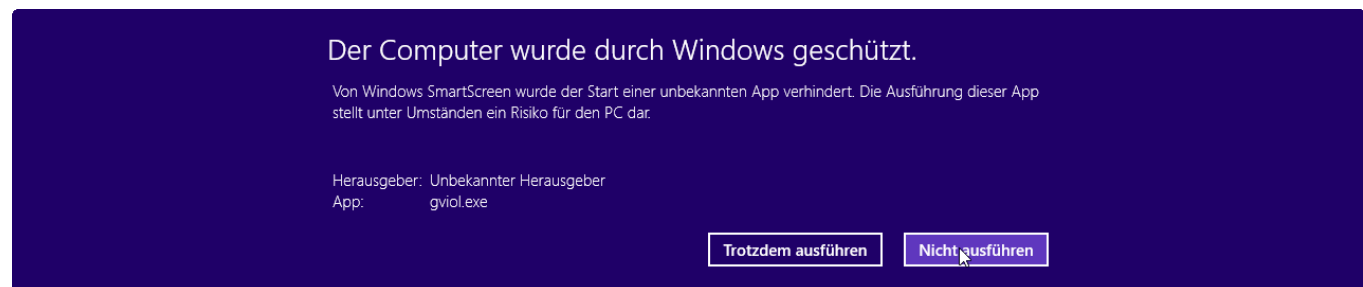 Der Computer wurde durch Windows geschützt.
Von Windows SmartScreen wurde der Start einer unbekannten App verhindert. Die Ausführung dieser App
stellt unter Umständen ein Risiko für den PC dar.
Herausgeber: Unbekannter Herausgeber
App: gviol.exe
Trotzdem ausführen Nicht ausführen